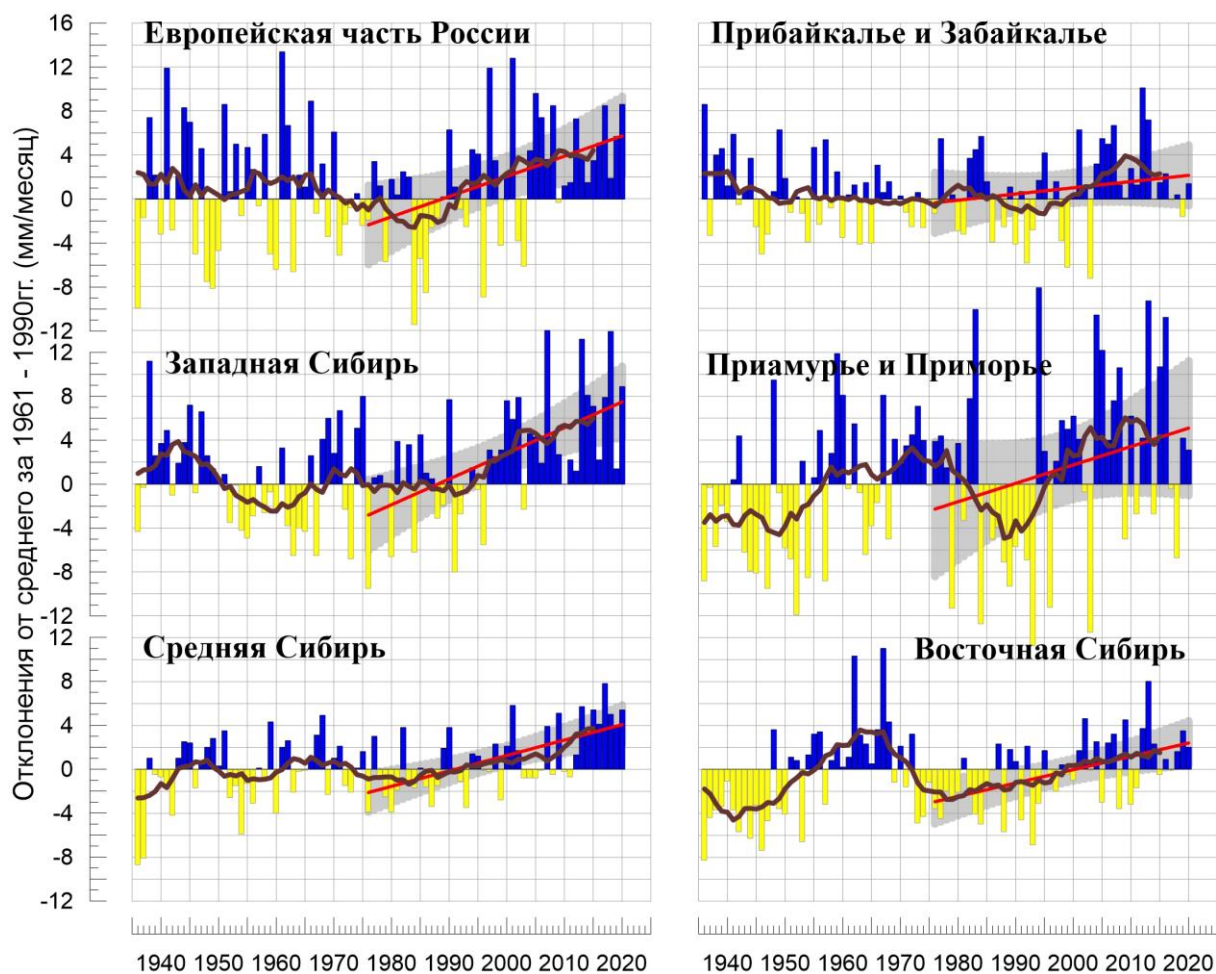 Отклонения от среднего за 1961 - 1990гг. (мм/месяц)
16
12
8
4
0
-4
-8
-12
Европейская часть России
Прибайкалье и Забайкалье
12
8
4
0
-4
-8
-12
Западная Сибирь
Приамурье и Приморье
12
8
4
0
-4
-8
-12
Средняя Сибирь
Восточная Сибирь
1940 1950 1960 1970 1980 1990 2000 2010 2020
1940 1950 1960 1970 1980 1990 2000 2010 2020